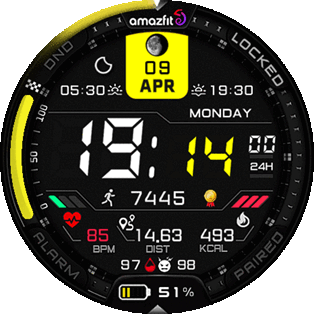 amazfit
DND
LOCKED
09
APR
05:30
19:30
MONDAY
100
50
19:14
00
24H
7445
85
14,63
493
BPM
DIST
KCAL
97
98
ALARM
PAIRED
51%